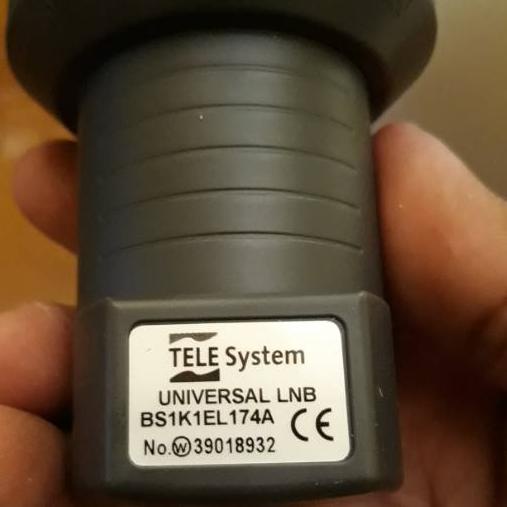 TELE System
UNIVERSAL LNB
BS1K1EL174A
CE
No.Ⓦ39018932